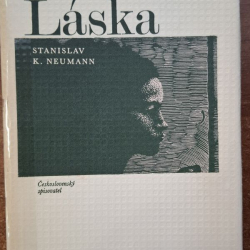 Láska
STANISLAV
K. NEUMANN
Československý
spisovatel